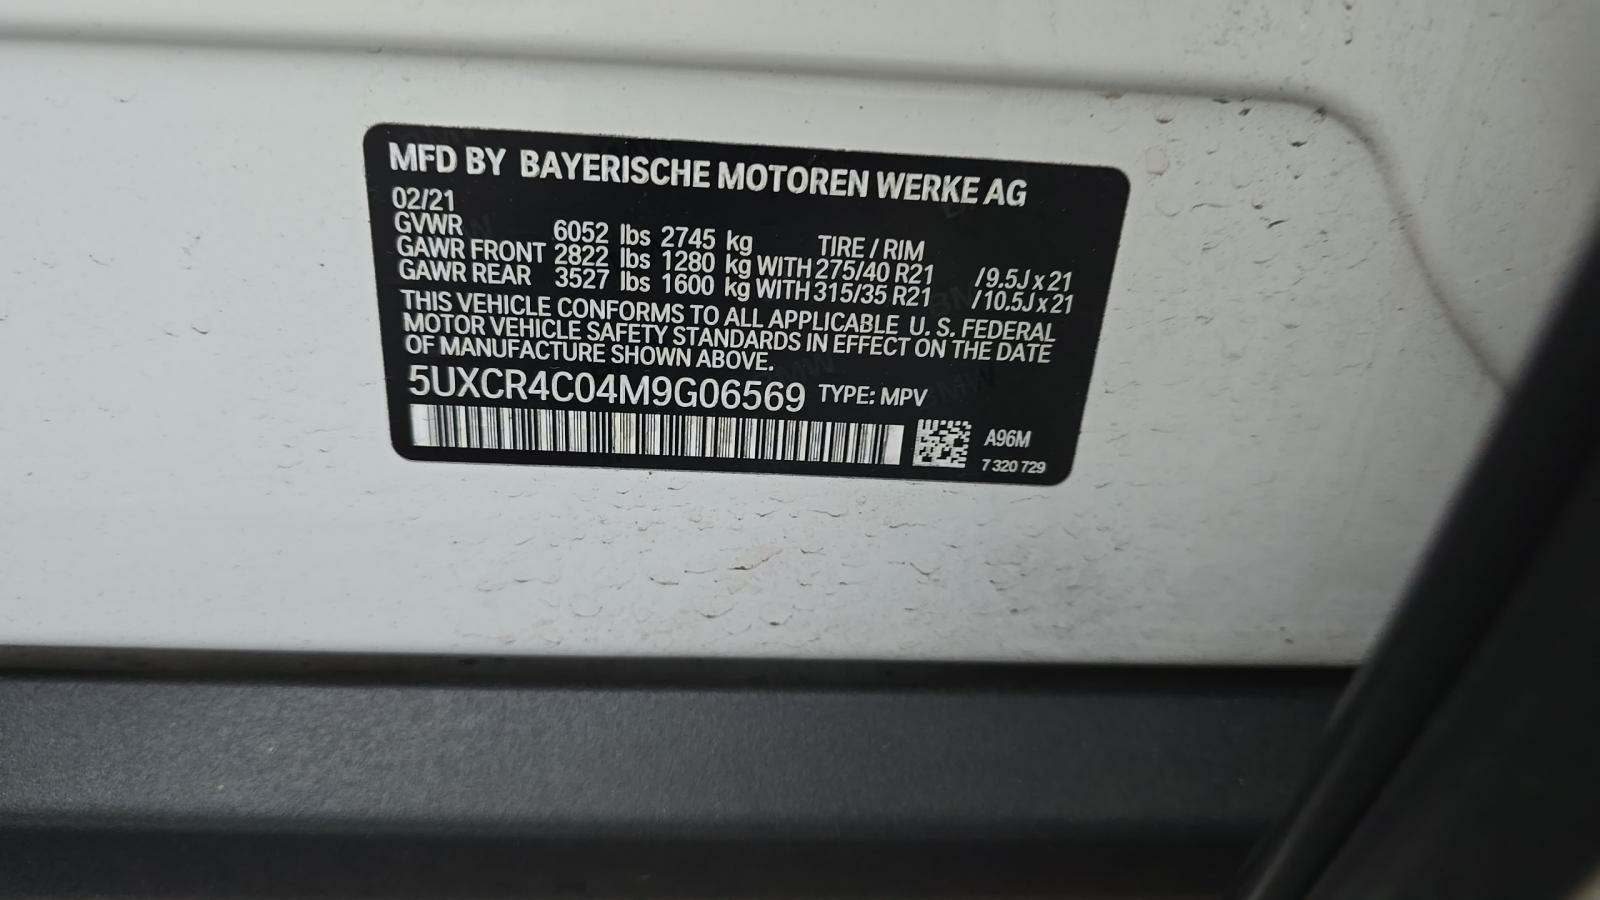 MFD BY BAYERISCHE MOTOREN WERKE AG
02/21
GVWR 6052 lbs 2745 kg TIRE / RIM
GAWR FRONT 2822 lbs 1280 kg WITH 275/40 R21 /9.5J x 21
GAWR REAR 3527 lbs 1600 kg WITH 315/35 R21 /10.5J x 21
THIS VEHICLE CONFORMS TO ALL APPLICABLE U. S. FEDERAL
MOTOR VEHICLE SAFETY STANDARDS IN EFFECT ON THE DATE
OF MANUFACTURE SHOWN ABOVE.
5UXCR4C04M9G06569 TYPE: MPV
A96M
7 320 729